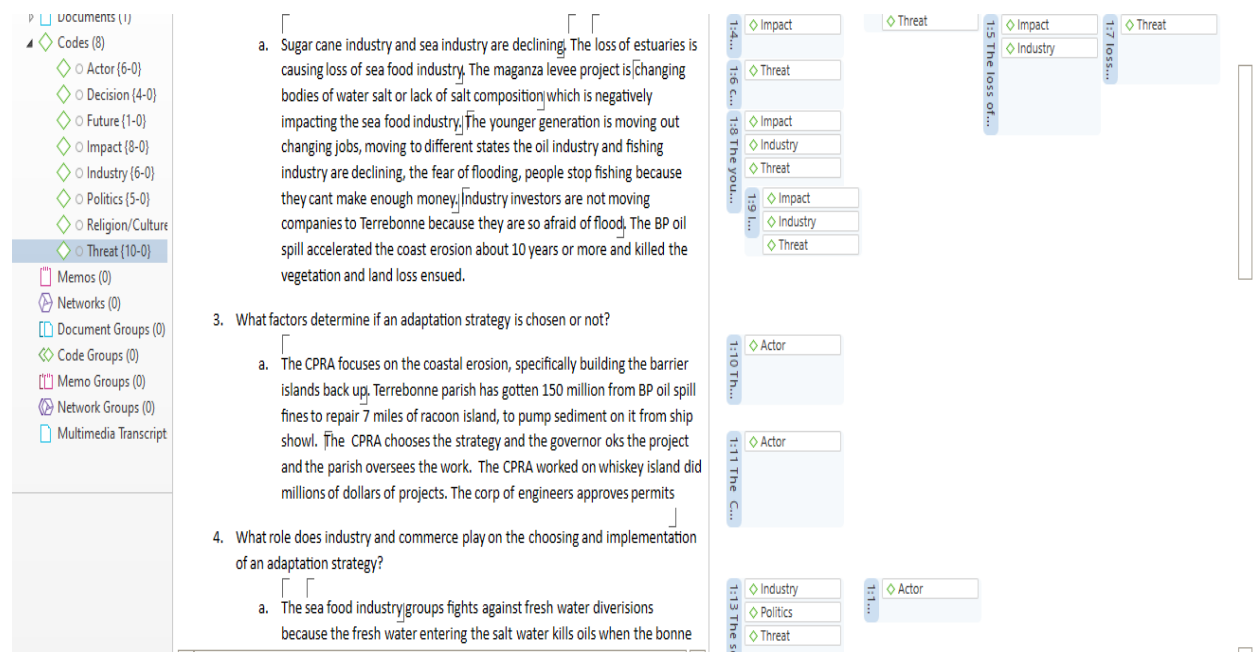 Documents (1)
Codes (8)
Actor {6-0}
Decision {4-0}
Future {1-0}
Impact {8-0}
Industry {6-0}
Politics {5-0}
Religion/Culture
Threat {10-0}
Memos (0)
Networks (0)
Document Groups (0)
Code Groups (0)
Memo Groups (0)
Network Groups (0)
Multimedia Transcript
a. Sugar cane industry and sea industry are declining. The loss of estuaries is
causing loss of sea food industry. The maganza levee project is changing
bodies of water salt or lack of salt composition which is negatively
impacting the sea food industry. The younger generation is moving out
changing jobs, moving to different states the oil industry and fishing
industry are declining, the fear of flooding, people stop fishing because
they cant make enough money. Industry investors are not moving
companies to Terrebonne because they are so afraid of flood. The BP oil
spill accelerated the coast erosion about 10 years or more and killed the
vegetation and land loss ensued.
3. What factors determine if an adaptation strategy is chosen or not?
a. The CPRA focuses on the coastal erosion, specifically building the barrier
islands back up. Terrebonne parish has gotten 150 million from BP oil spill
fines to repair 7 miles of racoon island, to pump sediment on it from ship
showl. The CPRA chooses the strategy and the governor oks the project
and the parish oversees the work. The CPRA worked on whiskey island did
millions of dollars of projects. The corp of engineers approves permits
4. What role does industry and commerce play on the choosing and implementation
of an adaptation strategy?
a. The sea food industry groups fights against fresh water diverisions
because the fresh water entering the salt water kills oils when the bonne
1:4...
Impact
Threat
1:5 The loss of...
Impact
Industry
1:7 loss...
Threat
1:6 c...
Threat
1:8 The you...
Impact
Industry
Threat
1:9 I...
Impact
Industry
Threat
1:10 Th...
Actor
1:11 The C...
Actor
1:13 The se
Industry
Politics
Threat
1:1...
Actor